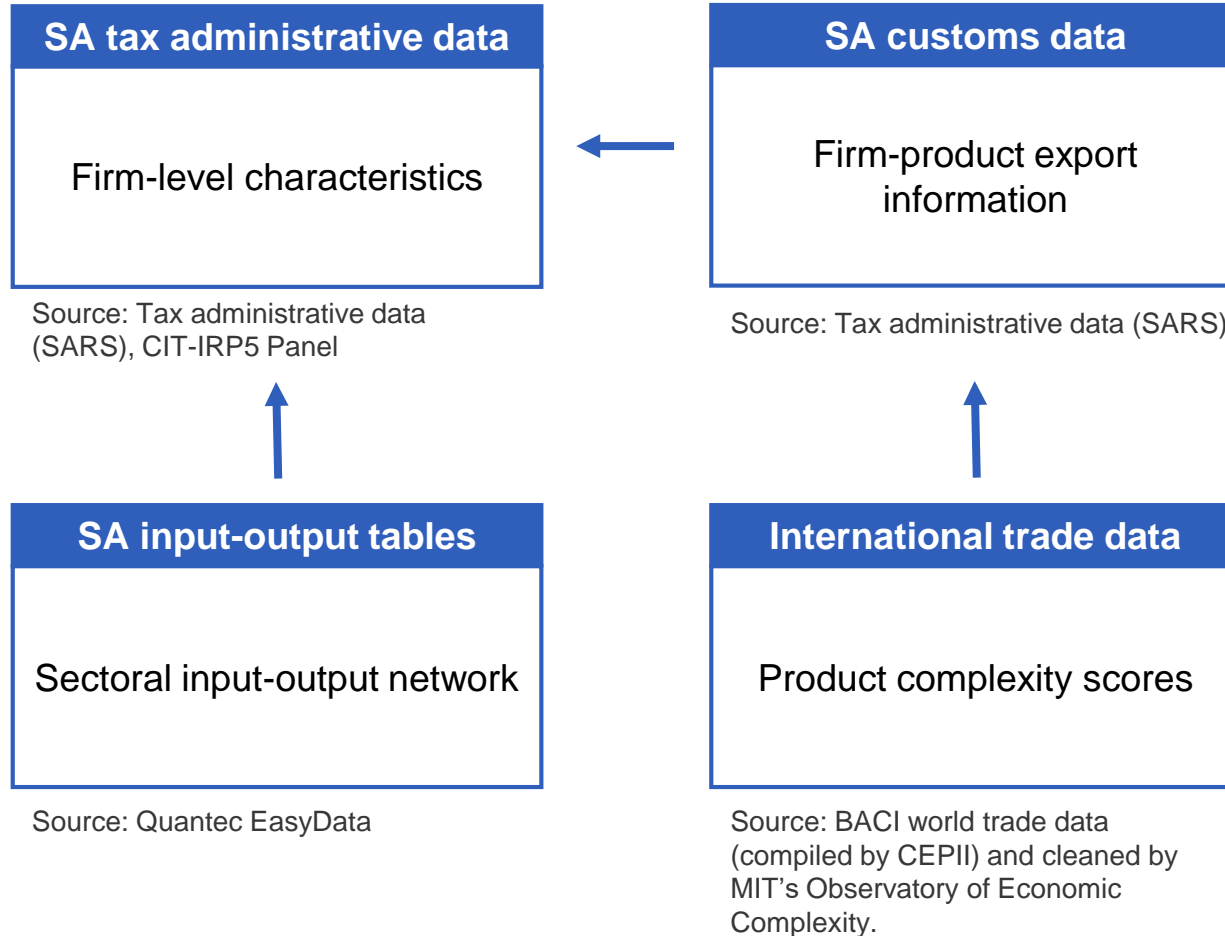 SA tax administrative data
Firm-level characteristics
Source: Tax administrative data
(SARS), CIT-IRP5 Panel
SA customs data
Firm-product export
information
Source: Tax administrative data (SARS)
SA input-output tables
Sectoral input-output network
Source: Quantec EasyData
International trade data
Product complexity scores
Source: BACI world trade data
(compiled by CEPII) and cleaned by
MIT's Observatory of Economic
Complexity.